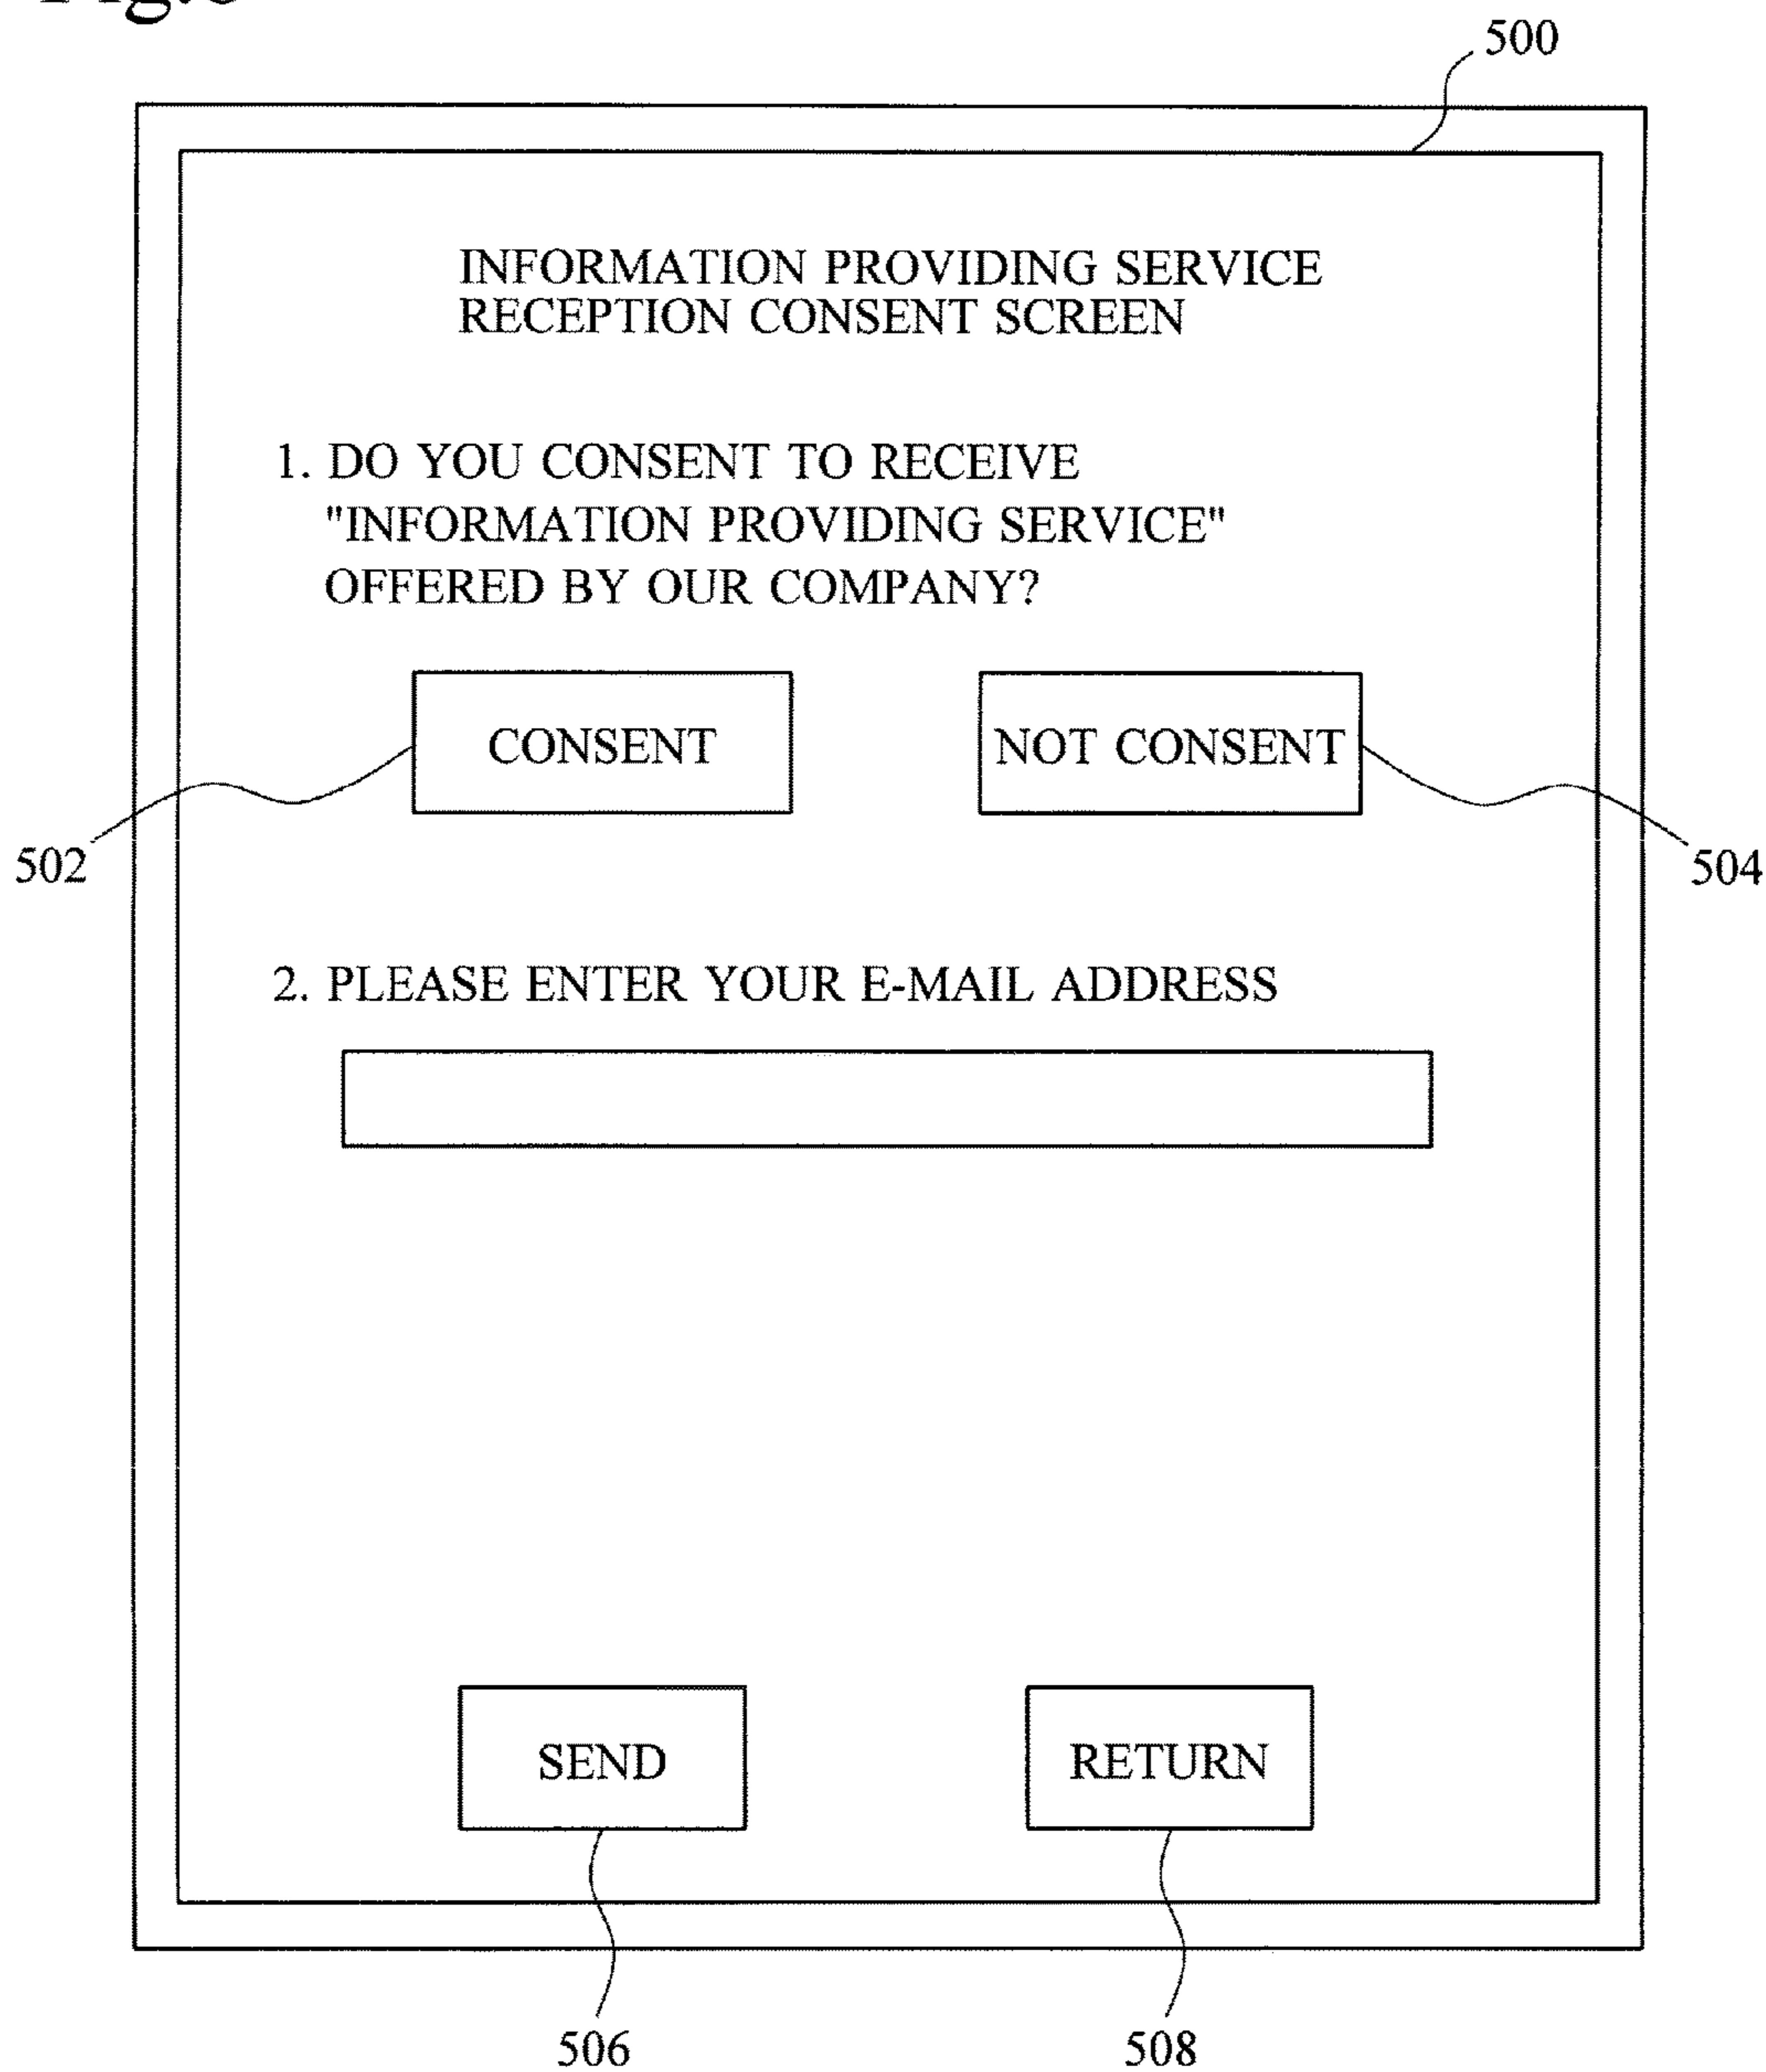 500
INFORMATION PROVIDING SERVICE
RECEPTION CONSENT SCREEN
1. DO YOU CONSENT TO RECEIVE
"INFORMATION PROVIDING SERVICE"
OFFERED BY OUR COMPANY?
CONSENT NOT CONSENT
502 504
2. PLEASE ENTER YOUR E-MAIL ADDRESS
SEND RETURN
506 508